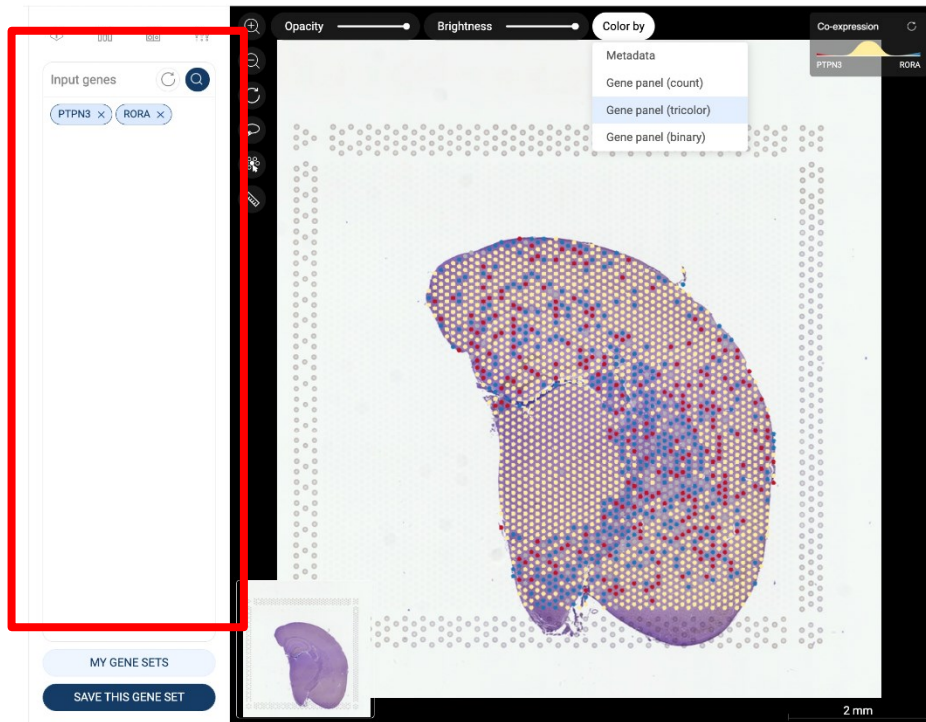 Input genes
PTPN3 ×
RORA ×
MY GENE SETS
SAVE THIS GENE SET
Opacity
Brightness
Color by
Metadata
Gene panel (count)
Gene panel (tricolor)
Gene panel (binary)
Co-expression
PTPN3
RORA
2 mm